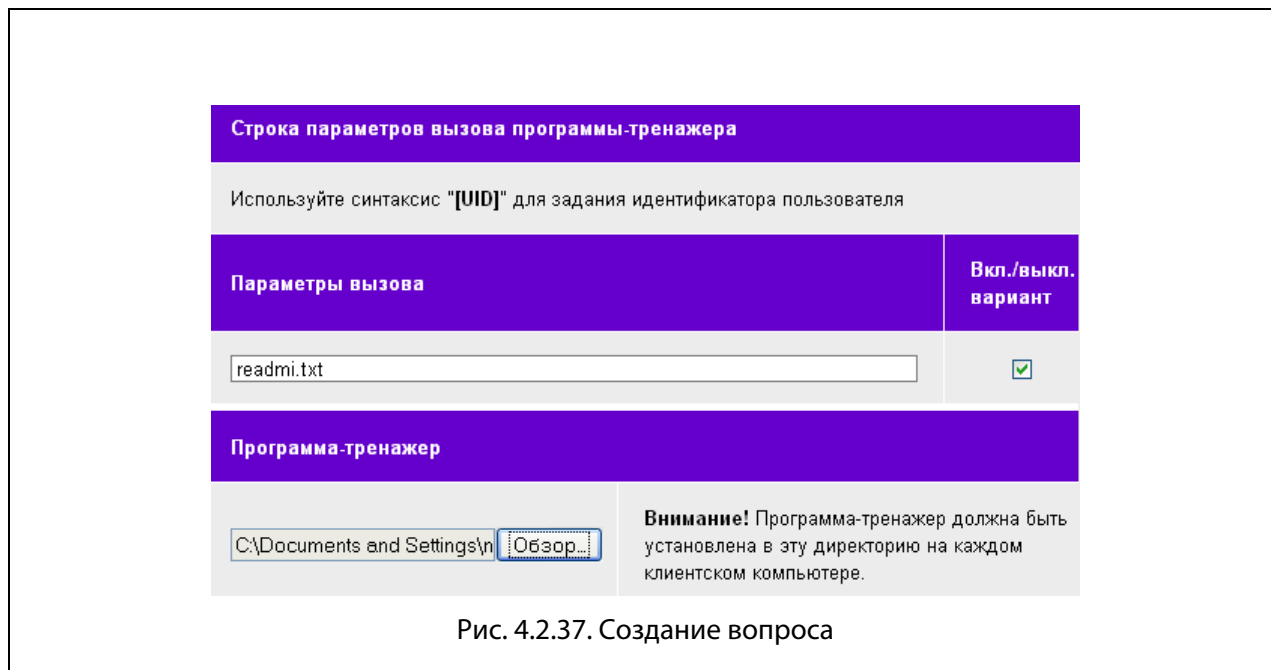 Строка параметров вызова программы-тренажера
Используйте синтаксис "[UID]" для задания идентификатора пользователя
Параметры вызова
Вкл./выкл.
вариант
readmi.txt
Программа-тренажер
C:\Documents and Settings\n
Обзор...
Внимание! Программа-тренажер должна быть
установлена в эту директорию на каждом
клиентском компьютере.
Рис. 4.2.37. Создание вопроса